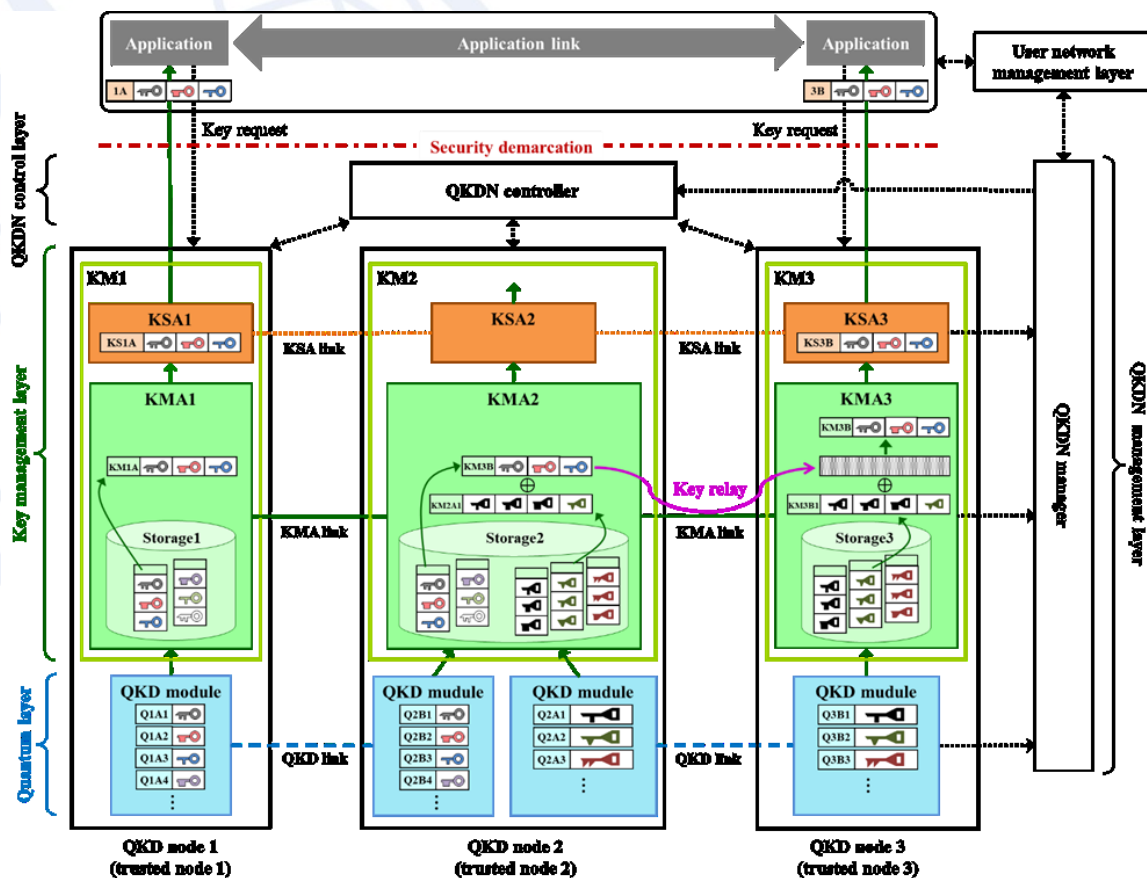 Application
Application link
Application
1A
3B
User network
management layer
Key request
Key request
Security demarcation
QKDN control layer
QKDN controller
KM1
KM2
KM3
KSA1
KS1A
KSA link
KSA2
KSA link
KSA3
KS3B
Key management layer
KMA1
KM1A
Storage1
KMA link
KMA2
KM3B
KM2A1
Storage2
Key relay
KMA link
KMA3
KM3B
KM3B1
Storage3
QKDN manager
QKDN management layer
Quantum layer
QKD module
Q1A1
Q1A2
Q1A3
Q1A4
⋮
QKD link
QKD mudule
Q2B1
Q2B2
Q2B3
Q2B4
⋮
QKD mudule
Q2A1
Q2A2
Q2A3
⋮
QKD link
QKD mudule
Q3B1
Q3B2
Q3B3
⋮
QKD node 1
(trusted node 1)
QKD node 2
(trusted node 2)
QKD node 3
(trusted node 3)